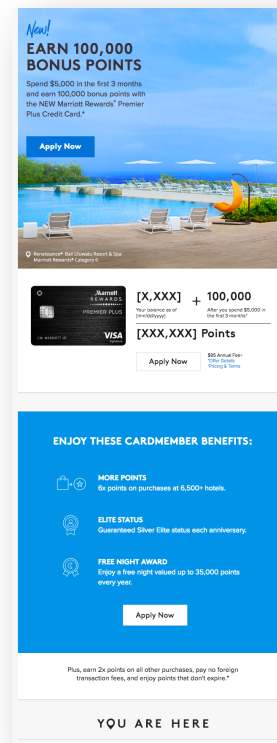 New!
EARN 100,000
BONUS POINTS
Spend $5,000 in the first 3 months
and earn 100,000 bonus points with
the NEW Marriott Rewards® Premier
Plus Credit Card.*
Apply Now
Renaissance® Bali Uluwatu Resort & Spa
Marriott Rewards® Category 6
Marriott
REWARDS.
PREMIER PLUS
J W MARRIOTT JR
VISA
Signature
[X,XXX] + 100,000
Your balance as of
[mm/dd/yyyy]
After you spend $5,000 in
the first 3 months*
[XXX,XXX] Points
Apply Now
$95 Annual Fee+
*Offer Details
+Pricing & Terms
ENJOY THESE CARDMEMBER BENEFITS:
MORE POINTS
6x points on purchases at 6,500+ hotels.
ELITE STATUS
Guaranteed Silver Elite status each anniversary.
FREE NIGHT AWARD
Enjoy a free night valued up to 35,000 points
every year.
Apply Now
Plus, earn 2x points on all other purchases, pay no foreign
transaction fees, and enjoy points that don't expire.*
YOU ARE HERE